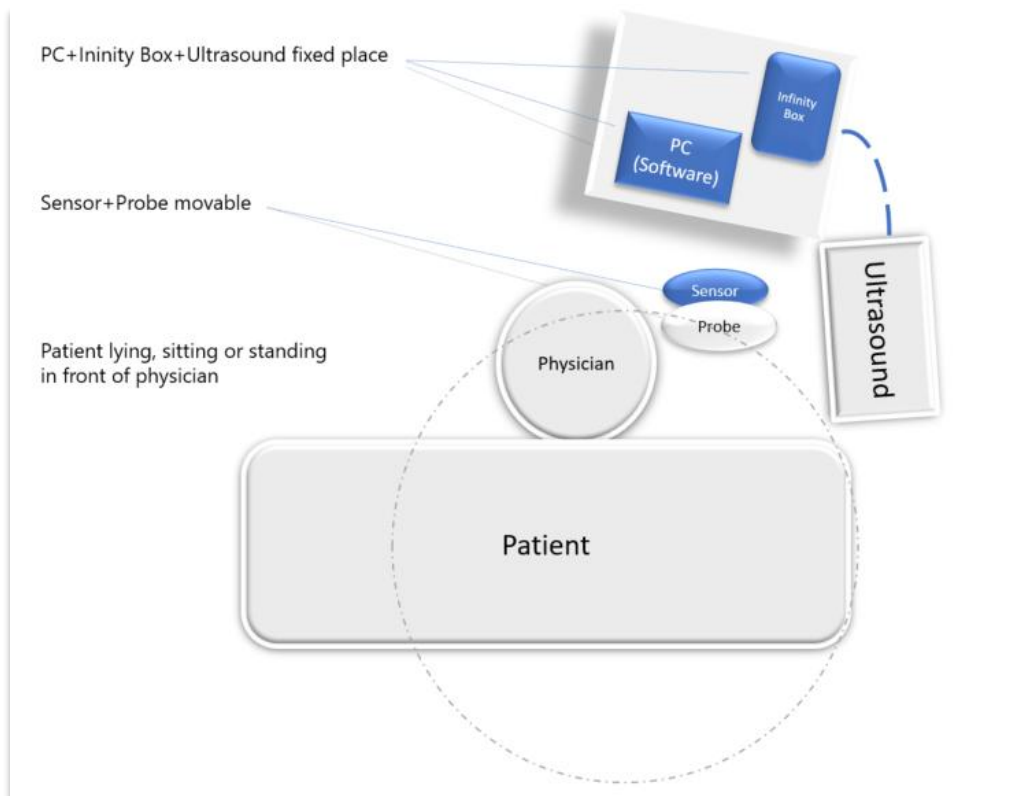 PC+Ininity Box+Ultrasound fixed place
Infinity
Box
PC
(Software)
Sensor+Probe movable
Sensor
Probe
Ultrasound
Physician
Patient lying, sitting or standing
in front of physician
Patient